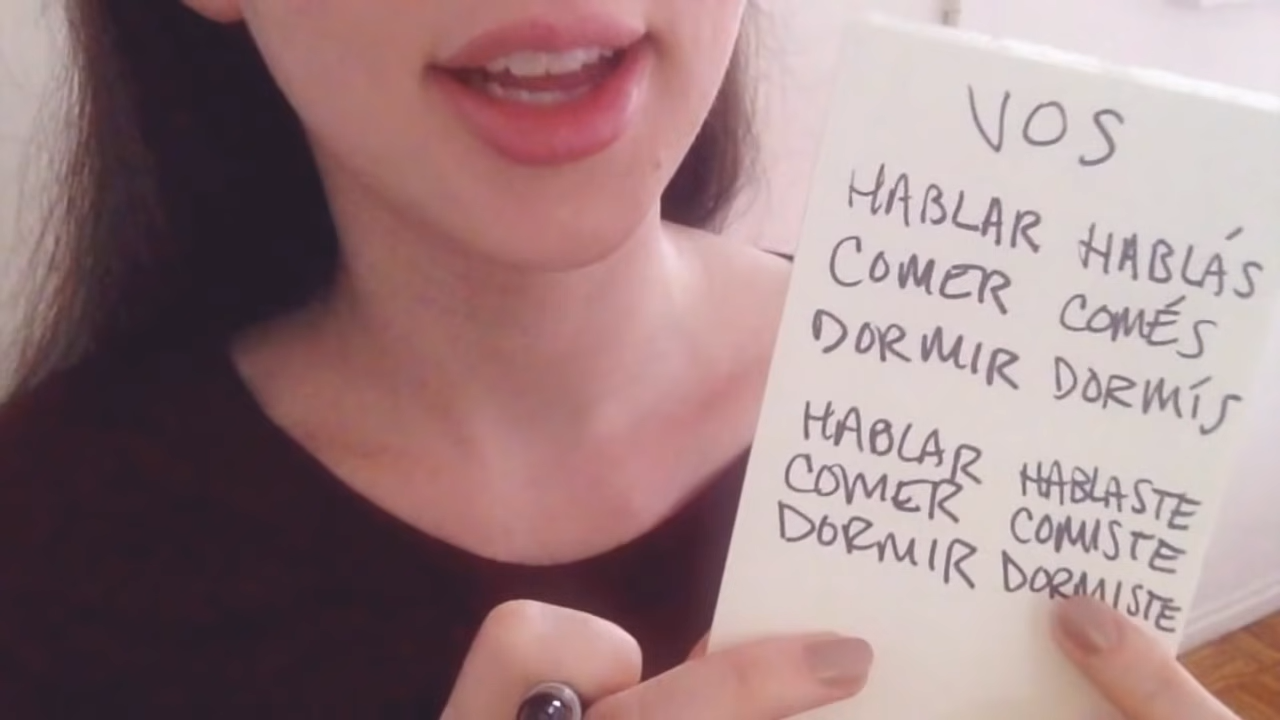 VOS
HABLAR HABLÁS
COMER COMÉS
DORMIR DORMÍS
HABLAR HABLASTE
COMER COMISTE
DORMIR DORMISTE